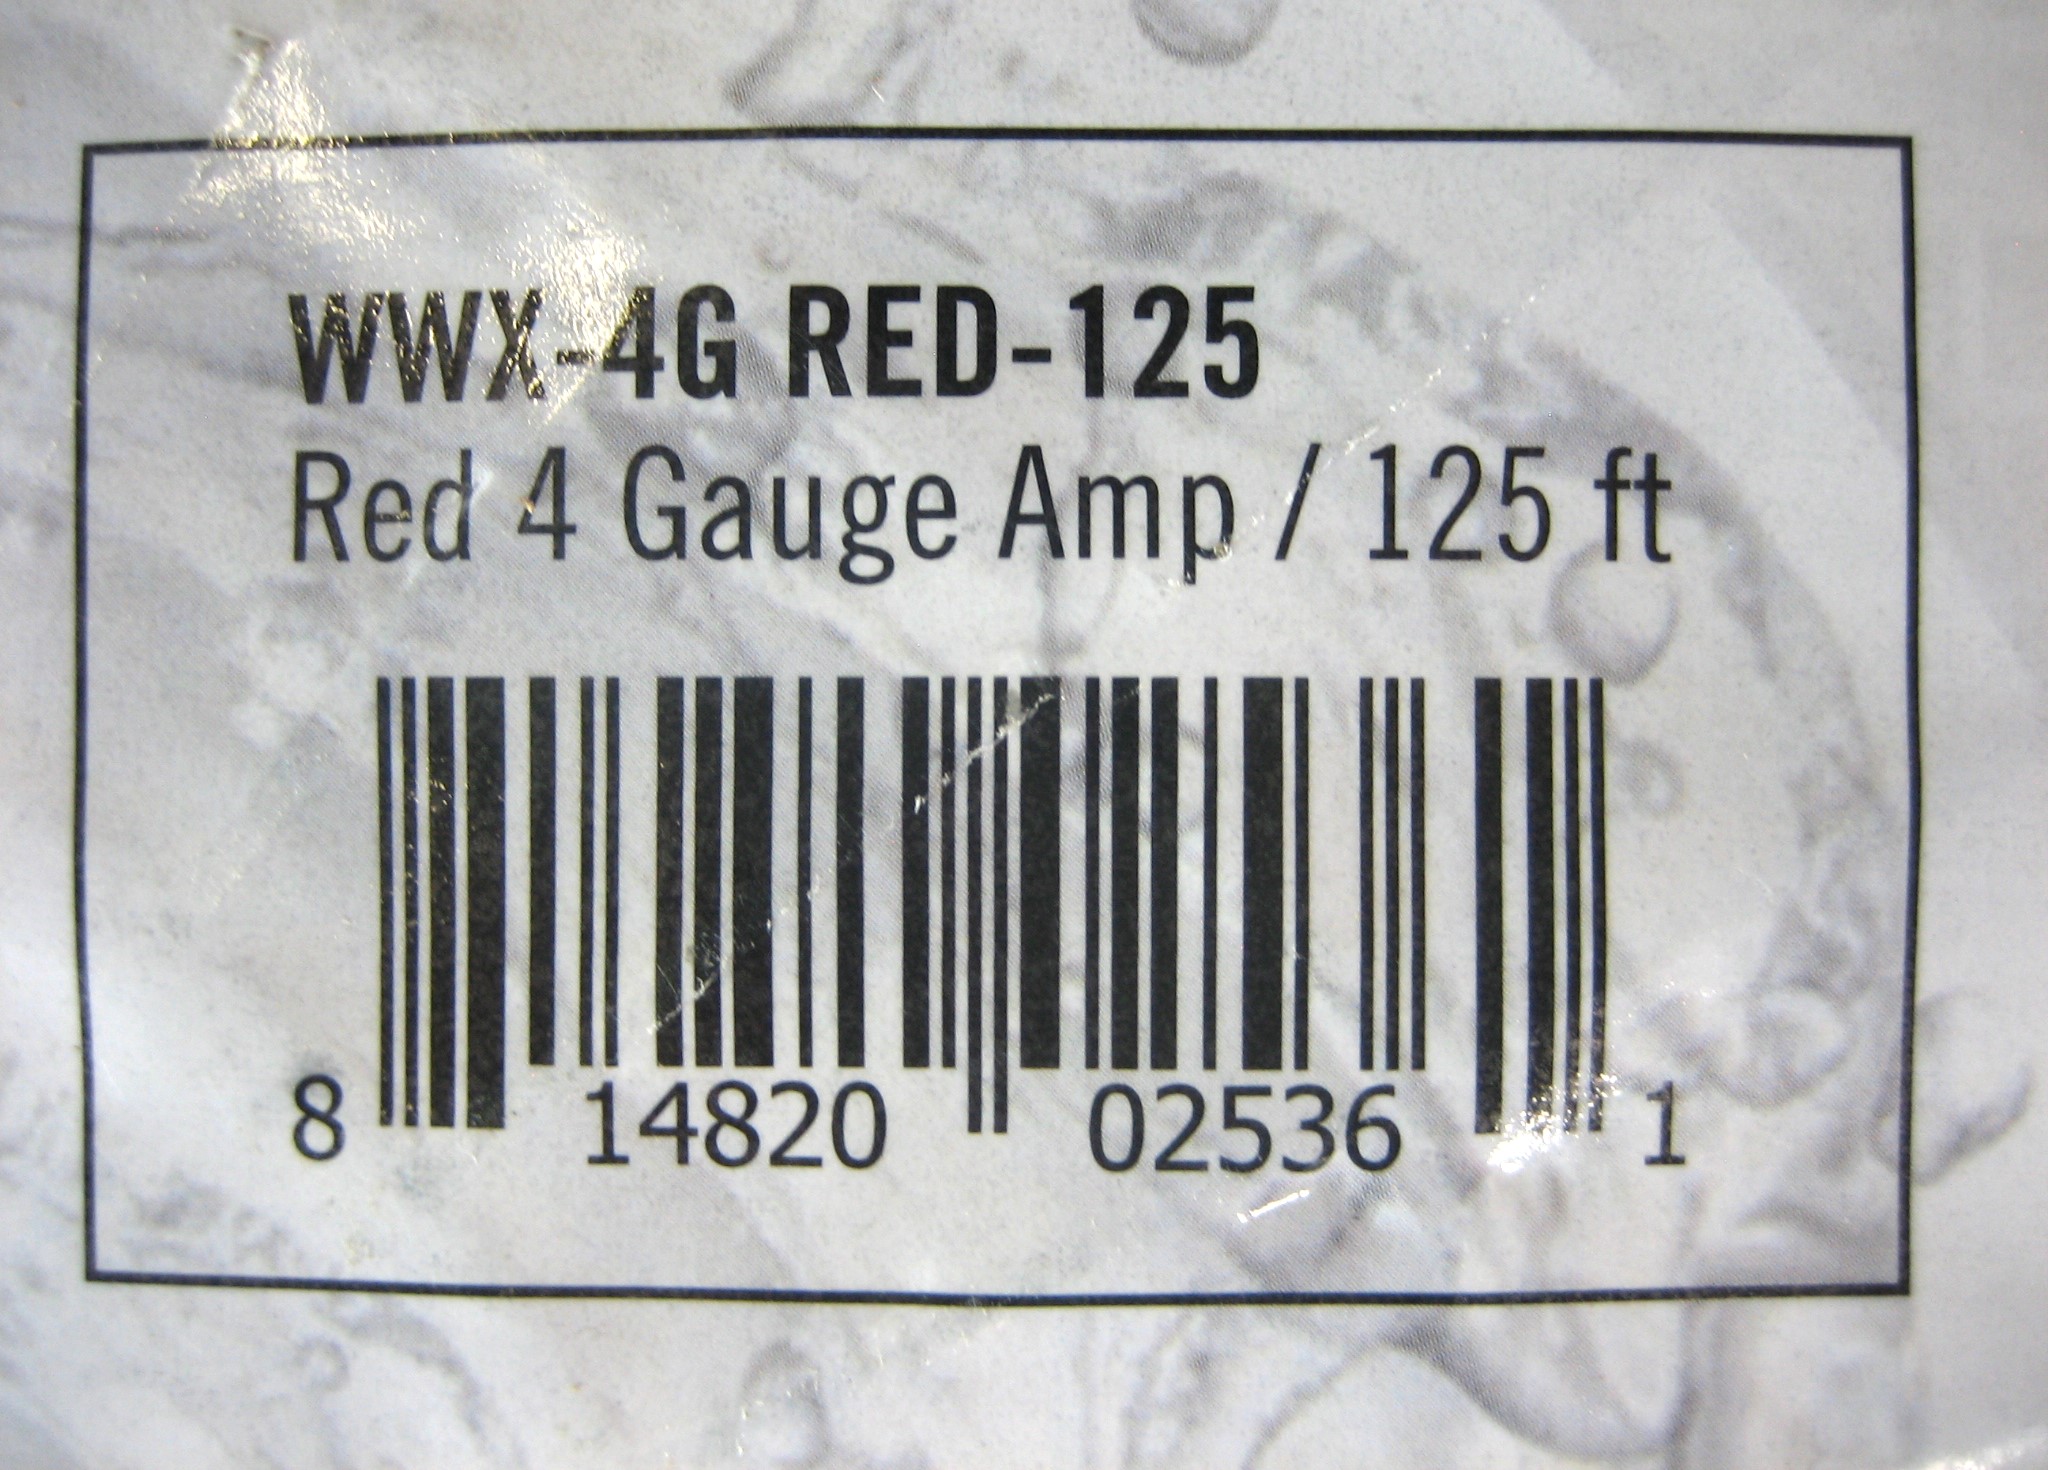 WWX-4G RED-125
Red 4 Gauge Amp / 125 ft
8 14820 02536 1